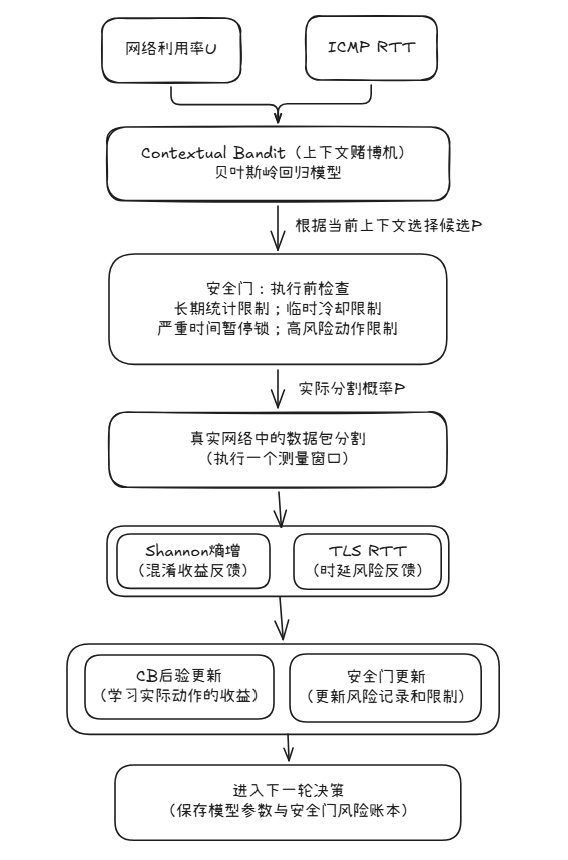 网络利用率U
ICMP RTT
Contextual Bandit（上下文赌博机）
贝叶斯岭回归模型
根据当前上下文选择候选P
安全门：执行前检查
长期统计限制；临时冷却限制
严重时间暂停锁；高风险动作限制
实际分割概率P
真实网络中的数据包分割
（执行一个测量窗口）
Shannon熵增
（混淆收益反馈）
TLS RTT
（时延风险反馈）
CB后验更新
（学习实际动作的收益）
安全门更新
（更新风险记录和限制）
进入下一轮决策
（保存模型参数与安全门风险账本）